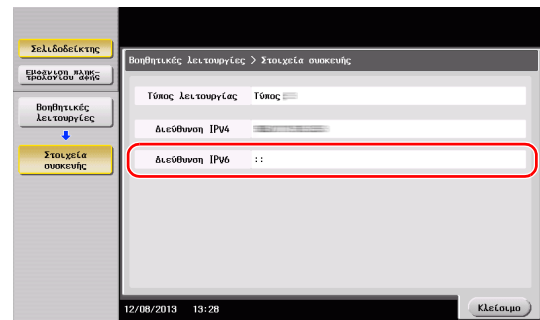 Σελιδοδείκτης
Εμφάνιση πληκ-
τρολογίου αφής
Βοηθητικές
λειτουργίες
Στοιχεία
συσκευής
Βοηθητικές λειτουργίες > Στοιχεία συσκευής
Τύπος λειτουργίας Τύπος
Διεύθυνση IPv4
Διεύθυνση IPv6 ::
12/08/2013 13:28
Κλείσιμο